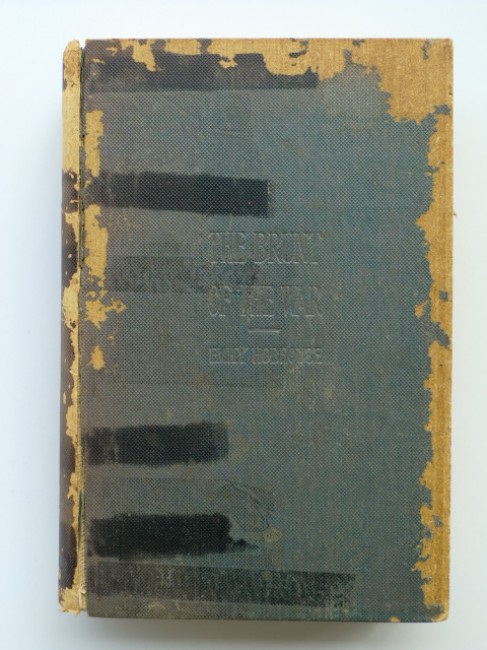 THE BRUNT
OF THE WAR
EMILY HOBHOUSE